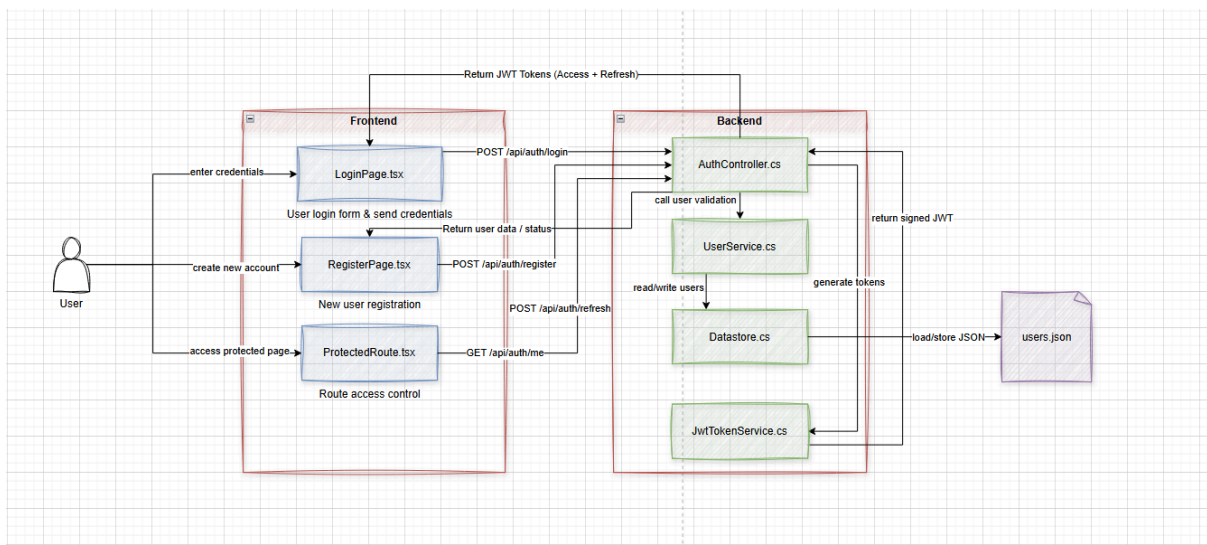 Return JWT Tokens (Access + Refresh)
Frontend
Backend
LoginPage.tsx
POST /api/auth/login
AuthController.cs
enter credentials
User login form & send credentials
call user validation
return signed JWT
Return user data / status
UserService.cs
RegisterPage.tsx
POST /api/auth/register
create new account
User
New user registration
read/write users
generate tokens
POST /api/auth/refresh
access protected page
ProtectedRoute.tsx
GET /api/auth/me
Datastore.cs
load/store JSON
users.json
Route access control
JwtTokenService.cs